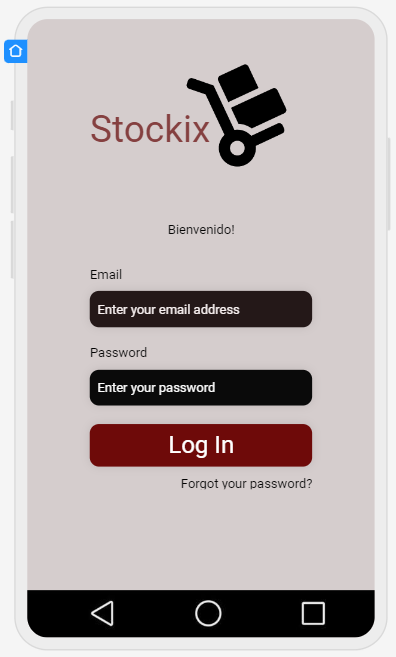 Stockix
Bienvenido!
Email
Enter your email address
Password
Enter your password
Log In
Forgot your password?